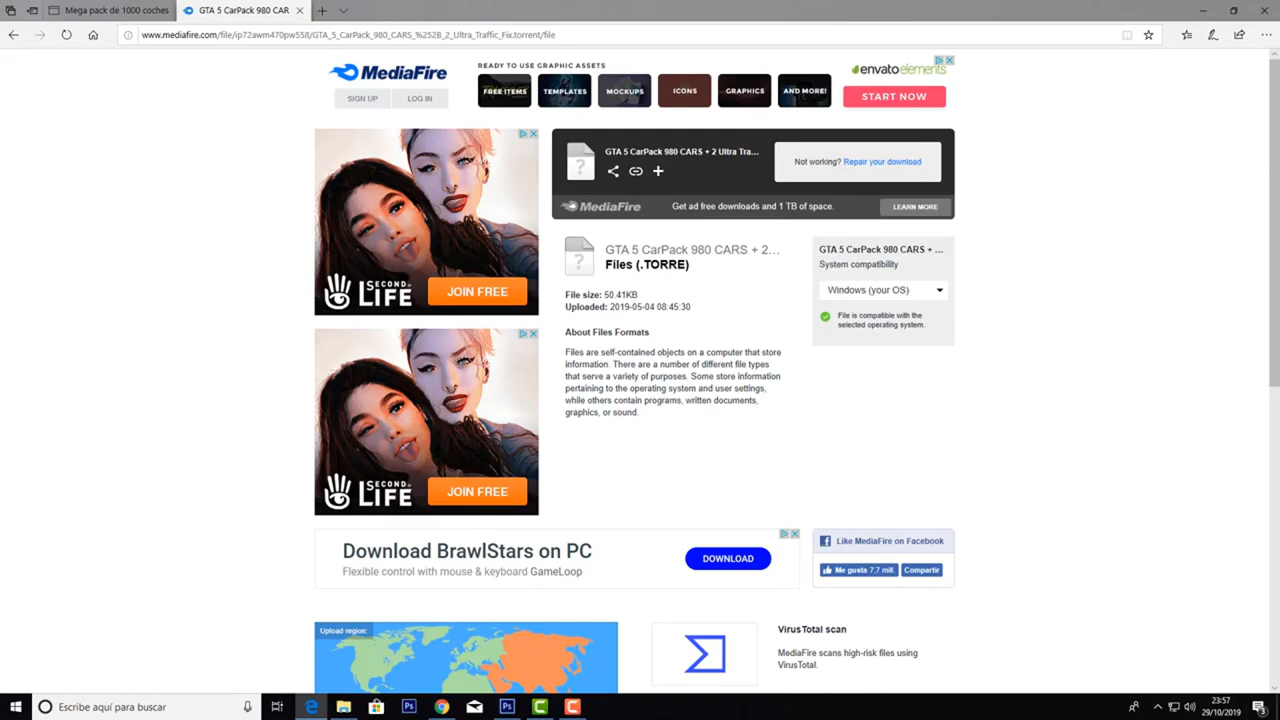 Mega pack de 1000 coches
GTA 5 CarPack 980 CAR
www.mediafire.com/file/ip72awm470pw558/GTA_5_CarPack_980_CARS_%252B_2_Ultra_Traffic_Fix.torrent/file
MediaFire
SIGN UP
LOG IN
READY TO USE GRAPHIC ASSETS
FREE ITEMS
TEMPLATES
MOCKUPS
ICONS
GRAPHICS
AND MORE!
envatoelements
START NOW
GTA 5 CarPack 980 CARS + 2 Ultra Tra...
Not working? Repair your download
MediaFire
Get ad free downloads and 1 TB of space.
LEARN MORE
SECOND LIFE
JOIN FREE
GTA 5 CarPack 980 CARS + 2...
Files (.TORRE)
File size: 50.41KB
Uploaded: 2019-05-04 08:45:30
About Files Formats
Files are self-contained objects on a computer that store
information. There are a number of different file types
that serve a variety of purposes. Some store information
pertaining to the operating system and user settings,
while others contain programs, written documents,
graphics, or sound.
GTA 5 CarPack 980 CARS + ...
System compatibility
Windows (your OS)
File is compatible with the
selected operating system.
SECOND LIFE
JOIN FREE
Download BrawlStars on PC
Flexible control with mouse & keyboard GameLoop
DOWNLOAD
Like MediaFire on Facebook
Me gusta 7,7 mill.
Compartir
Upload region:
VirusTotal scan
MediaFire scans high-risk files using
VirusTotal.
Escribe aquí para buscar
Ps
Ps
23:57
29/10/2019
3